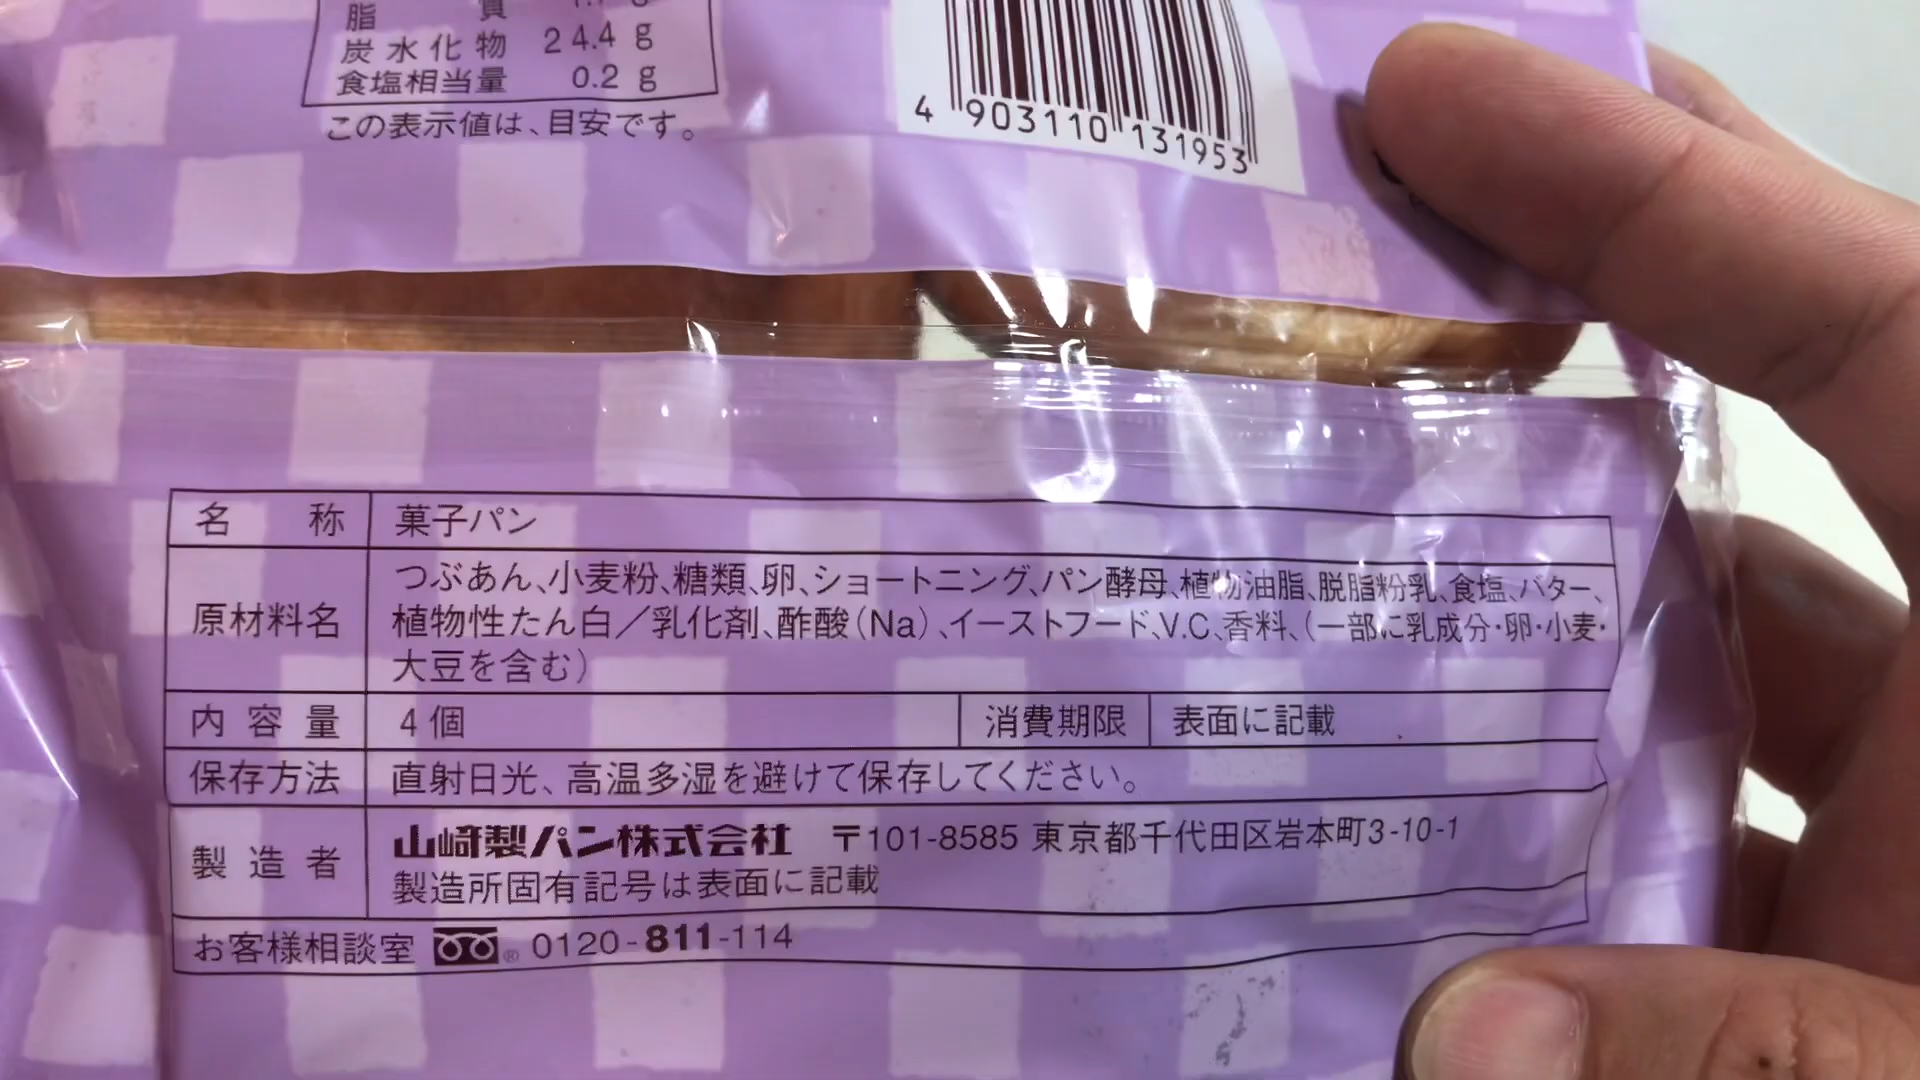 脂 質
炭水化物 24.4 g
食塩相当量 0.2 g
この表示値は、目安です。
4 903110 131953
名 称 菓子パン
原材料名 つぶあん、小麦粉、糖類、卵、ショートニング、パン酵母、植物油脂、脱脂粉乳、食塩、バター、
植物性たん白／乳化剤、酢酸（Na）、イーストフード、V.C、香料、（一部に乳成分・卵・小麦・
大豆を含む）
内容量 4個 消費期限 表面に記載
保存方法 直射日光、高温多湿を避けて保存してください。
製造者 山崎製パン株式会社 〒101-8585 東京都千代田区岩本町3-10-1
製造所固有記号は表面に記載
お客様相談室 ® 0120-811-114